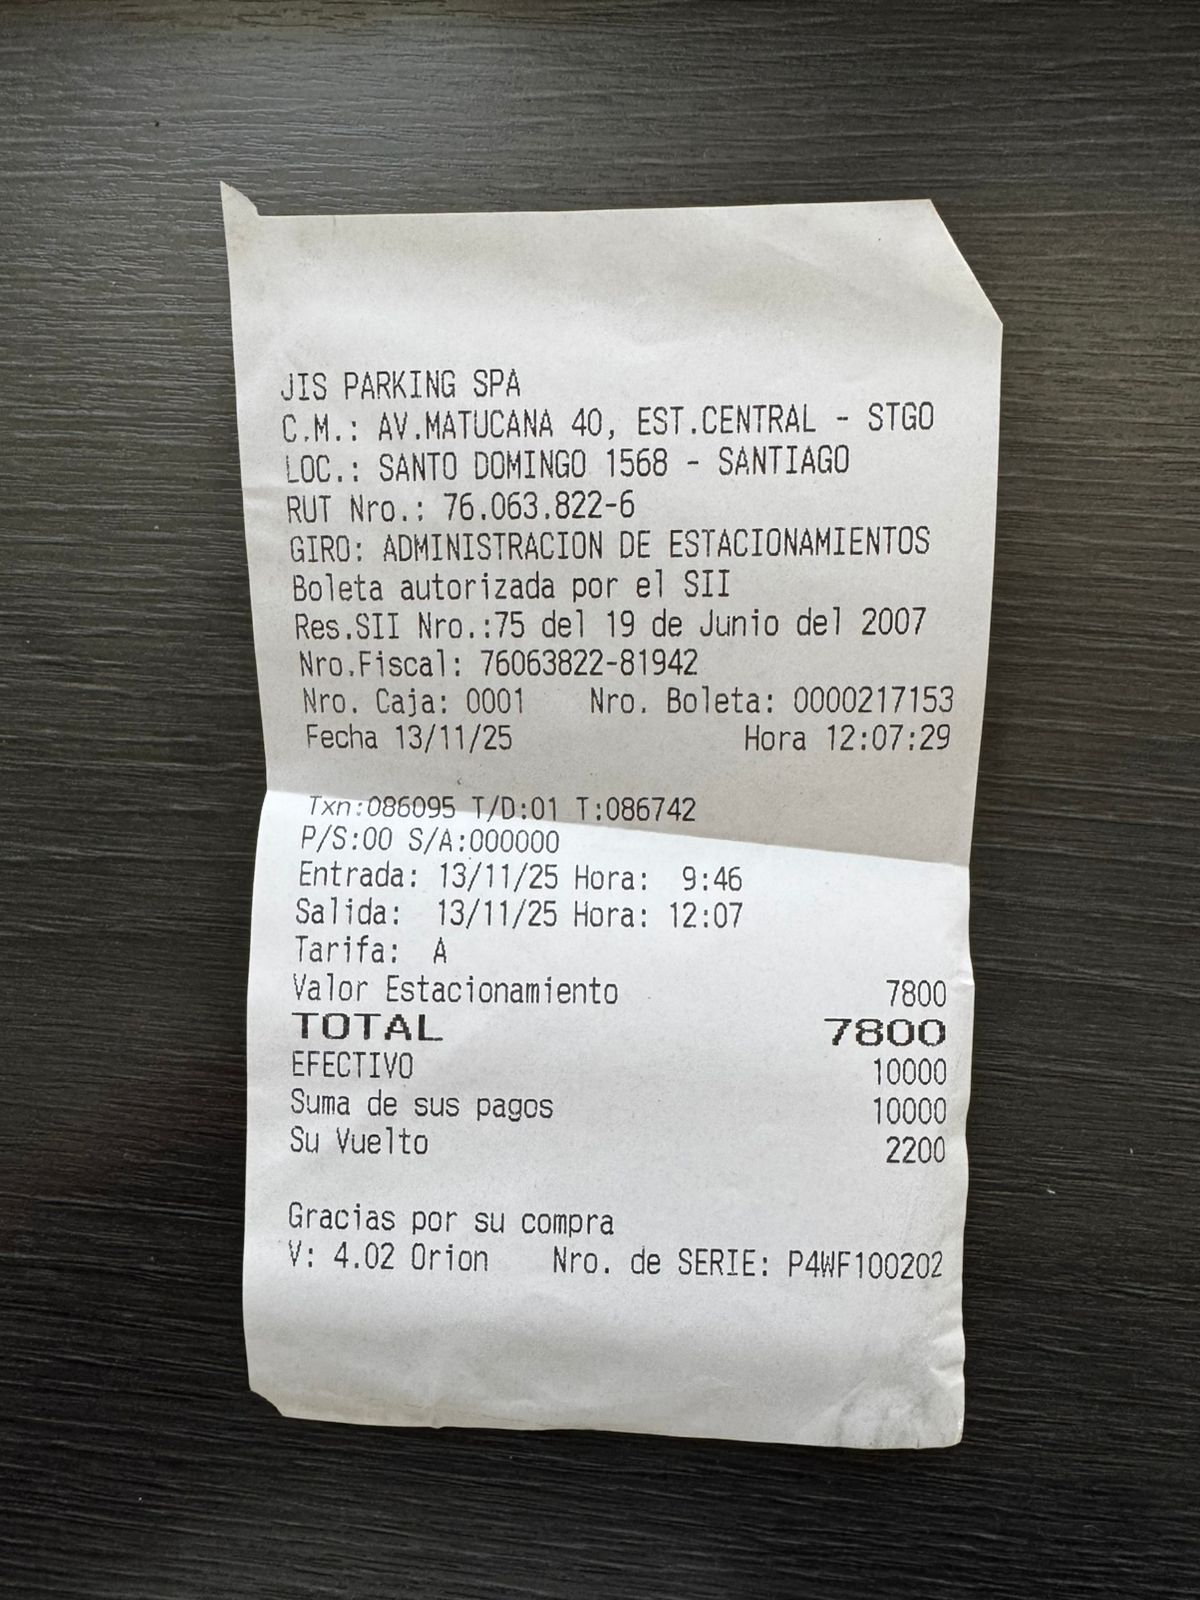 JIS PARKING SPA
C.M.: AV.MATUCANA 40, EST.CENTRAL - STGO
LOC.: SANTO DOMINGO 1568 - SANTIAGO
RUT Nro.: 76.063.822-6
GIRO: ADMINISTRACION DE ESTACIONAMIENTOS
Boleta autorizada por el SII
Res.SII Nro.:75 del 19 de Junio del 2007
Nro.Fiscal: 76063822-81942
Nro. Caja: 0001 Nro. Boleta: 0000217153
Fecha 13/11/25 Hora 12:07:29
Txn:086095 T/D:01 T:086742
P/S:00 S/A:000000
Entrada: 13/11/25 Hora: 9:46
Salida: 13/11/25 Hora: 12:07
Tarifa: A
Valor Estacionamiento 7800
TOTAL 7800
EFECTIVO 10000
Suma de sus pagos 10000
Su Vuelto 2200
Gracias por su compra
V: 4.02 Orion Nro. de SERIE: P4WF100202